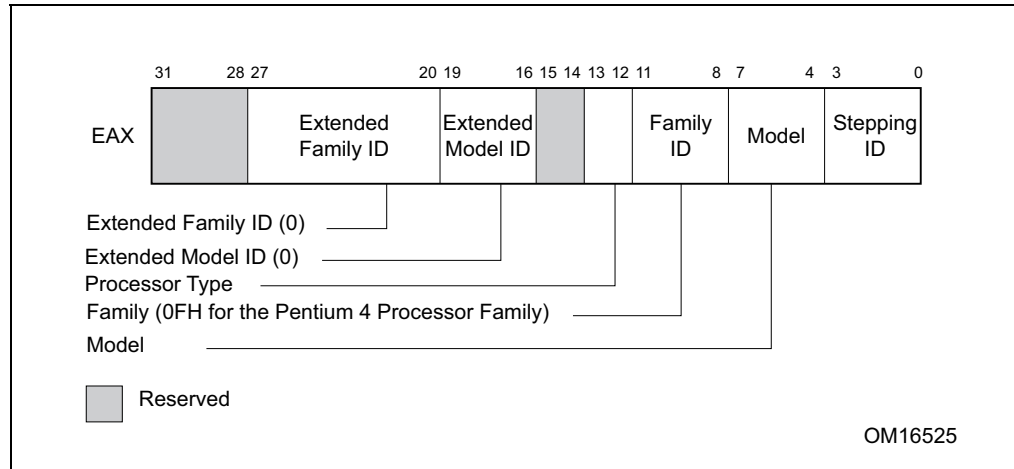 31 28 27 20 19 16 15 14 13 12 11 8 7 4 3 0
EAX
Extended
Family ID
Extended
Model ID
Family
ID
Model
Stepping
ID
Extended Family ID (0)
Extended Model ID (0)
Processor Type
Family (0FH for the Pentium 4 Processor Family)
Model
Reserved
OM16525